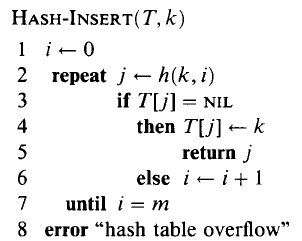 HASH-INSERT(T, k)
1 i ← 0
2 repeat j ← h(k, i)
3 if T[j] = NIL
4 then T[j] ← k
5 return j
6 else i ← i + 1
7 until i = m
8 error “hash table overflow”